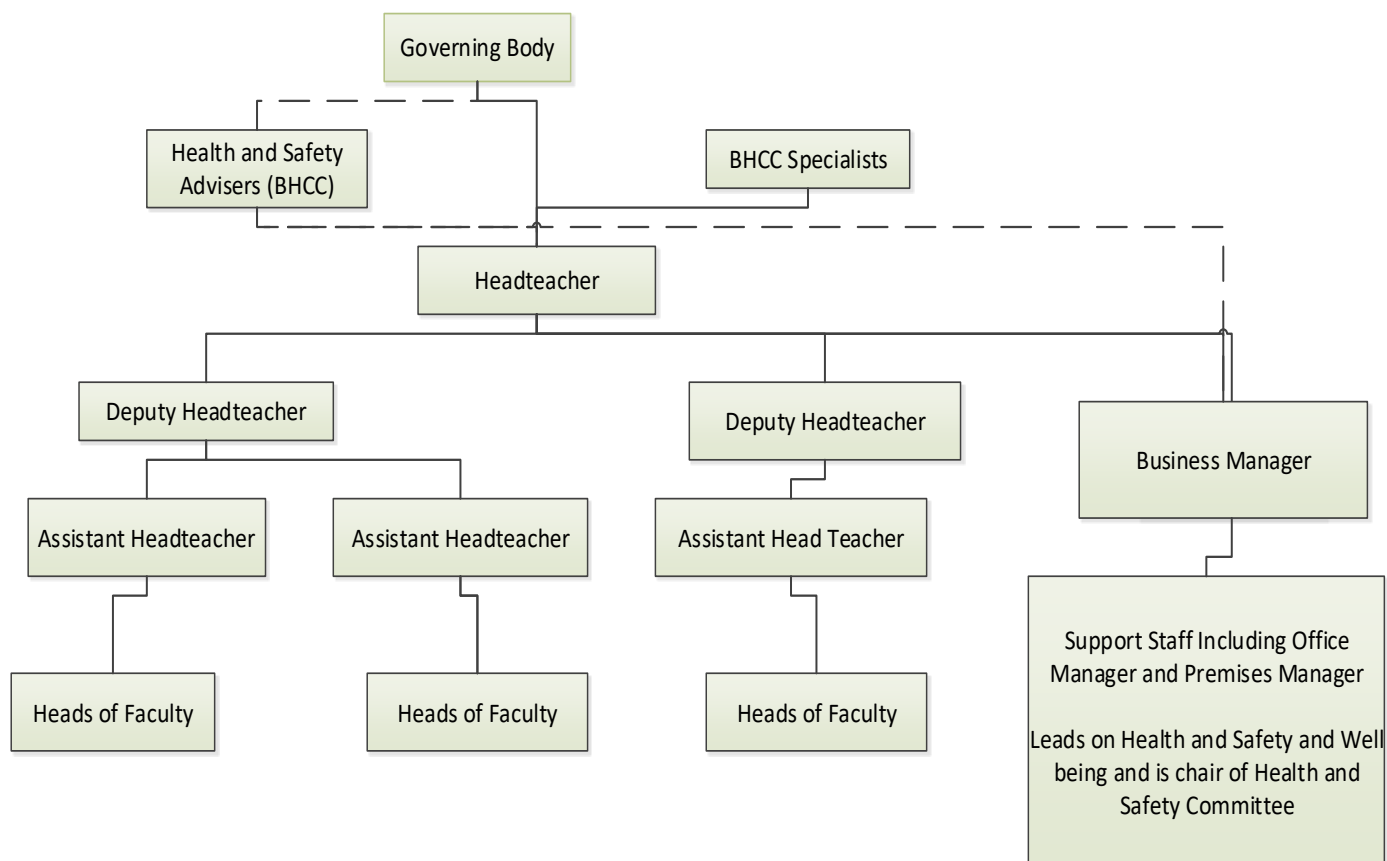 Governing Body
Health and Safety
Advisers (BHCC)
BHCC Specialists
Headteacher
Deputy Headteacher
Deputy Headteacher
Business Manager
Assistant Headteacher
Assistant Headteacher
Assistant Head Teacher
Heads of Faculty
Heads of Faculty
Heads of Faculty
Support Staff Including Office
Manager and Premises Manager
Leads on Health and Safety and Well
being and is chair of Health and
Safety Committee